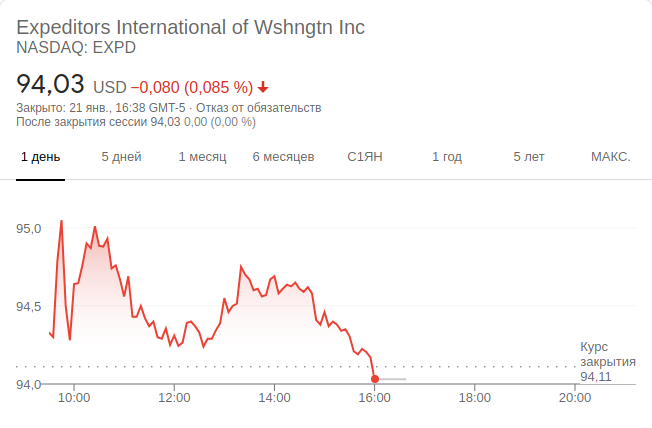 Expeditors International of Wshngtn Inc
NASDAQ: EXPD
94,03 USD −0,080 (0,085 %)
Закрыто: 21 янв., 16:38 GMT-5 · Отказ от обязательств
После закрытия сессии 94,03 0,00 (0,00 %)
1 день 5 дней 1 месяц 6 месяцев С1ЯН 1 год 5 лет МАКС.
95,0
94,5
94,0
Курс
закрытия
94,11
10:00 12:00 14:00 16:00 18:00 20:00